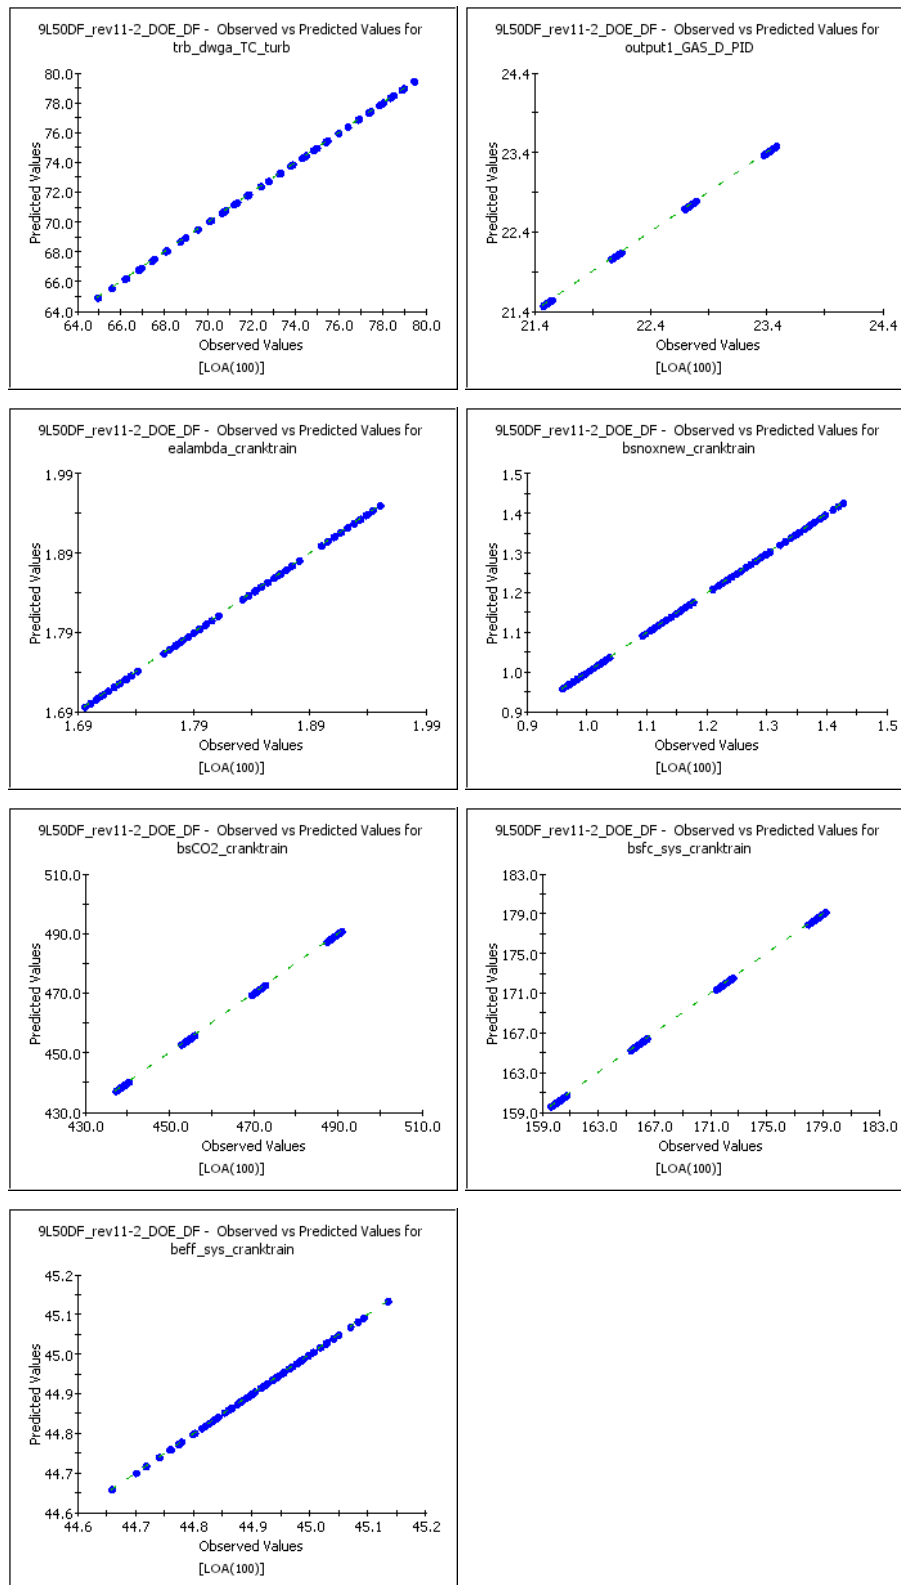 9L50DF_rev11-2_DOE_DF - Observed vs Predicted Values for
trb_dwga_TC_turb
80.0
78.0
76.0
74.0
72.0
70.0
68.0
66.0
64.0
Predicted Values
64.0 66.0 68.0 70.0 72.0 74.0 76.0 78.0 80.0
Observed Values
[LOA(100)]
9L50DF_rev11-2_DOE_DF - Observed vs Predicted Values for
output1_GAS_D_PID
24.4
23.4
22.4
21.4
Predicted Values
21.4 22.4 23.4 24.4
Observed Values
[LOA(100)]
9L50DF_rev11-2_DOE_DF - Observed vs Predicted Values for
ealambda_cranktrain
1.99
1.89
1.79
1.69
Predicted Values
1.69 1.79 1.89 1.99
Observed Values
[LOA(100)]
9L50DF_rev11-2_DOE_DF - Observed vs Predicted Values for
bsnoxnew_cranktrain
1.5
1.4
1.3
1.2
1.1
1.0
0.9
Predicted Values
0.9 1.0 1.1 1.2 1.3 1.4 1.5
Observed Values
[LOA(100)]
9L50DF_rev11-2_DOE_DF - Observed vs Predicted Values for
bsCO2_cranktrain
510.0
490.0
470.0
450.0
430.0
Predicted Values
430.0 450.0 470.0 490.0 510.0
Observed Values
[LOA(100)]
9L50DF_rev11-2_DOE_DF - Observed vs Predicted Values for
bsfc_sys_cranktrain
183.0
179.0
175.0
171.0
167.0
163.0
159.0
Predicted Values
159.0 163.0 167.0 171.0 175.0 179.0 183.0
Observed Values
[LOA(100)]
9L50DF_rev11-2_DOE_DF - Observed vs Predicted Values for
beff_sys_cranktrain
45.2
45.1
45.0
44.9
44.8
44.7
44.6
Predicted Values
44.6 44.7 44.8 44.9 45.0 45.1 45.2
Observed Values
[LOA(100)]